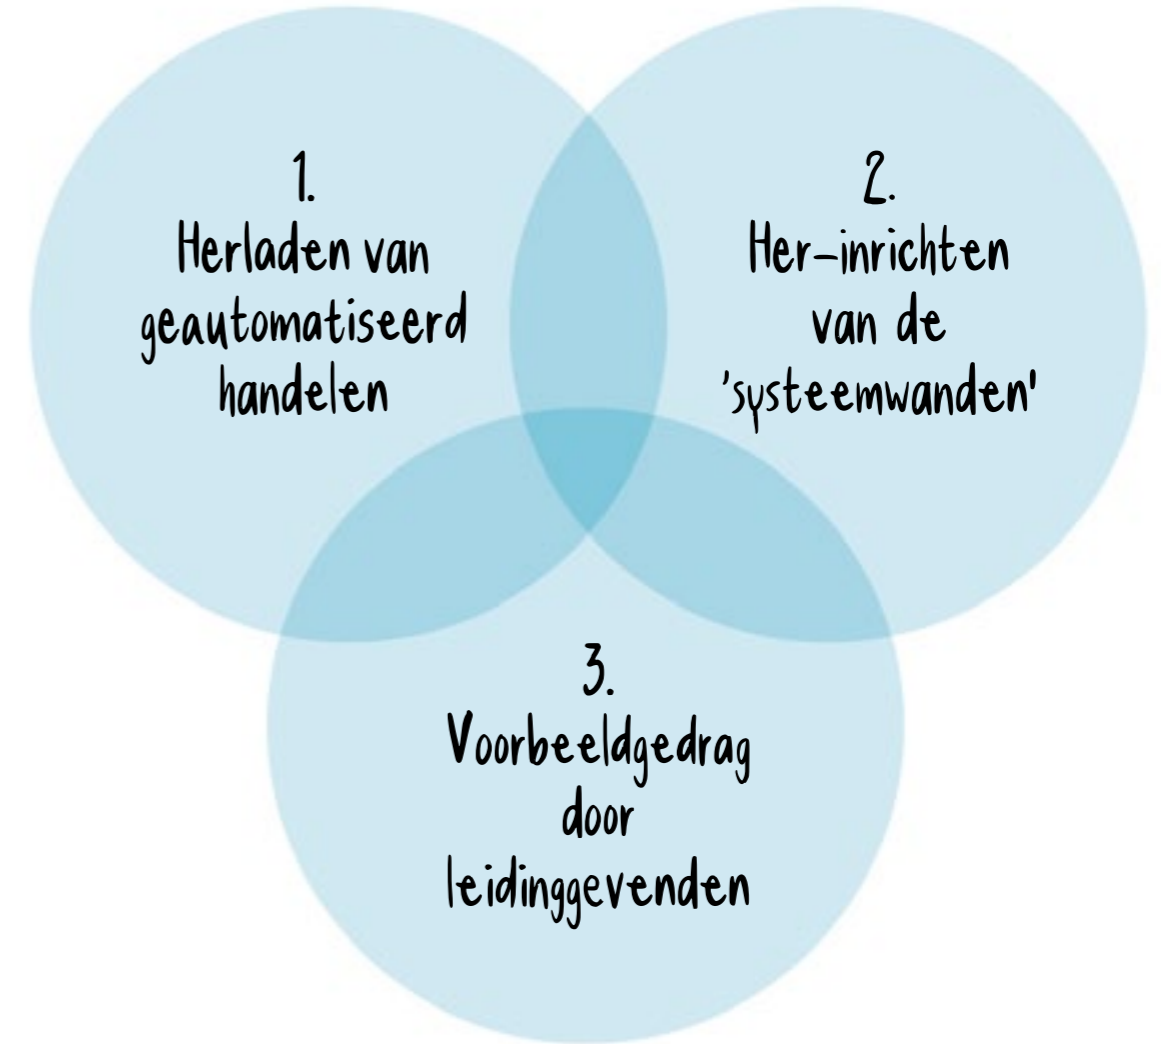 1.
Herladen van
geautomatiseerd
handelen
2.
Her-inrichten
van de
'systeemwanden'
3.
Voorbeeldgedrag
door
leidinggevenden